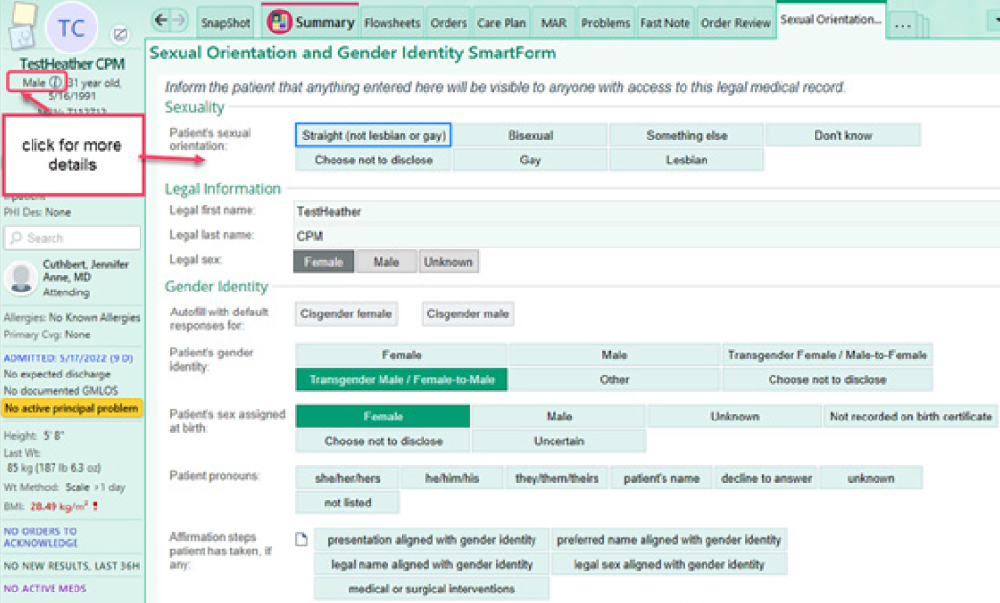 TC
TestHeather CPM
Male 31 year old,
5/16/1991
click for more
details
PHI Des: None
Search
Cuthbert, Jennifer
Anne, MD
Attending
Allergies: No Known Allergies
Primary Cvg: None
ADMITTED: 5/17/2022 (9 D)
No expected discharge
No documented GMLOS
No active principal problem
Height: 5' 8"
Last Wt:
85 kg (187 lb 6.3 oz)
Wt Method: Scale >1 day
BMI: 28.49 kg/m² !
NO ORDERS TO
ACKNOWLEDGE
NO NEW RESULTS, LAST 36H
NO ACTIVE MEDS
SnapShot Summary Flowsheets Orders Care Plan MAR Problems Fast Note Order Review Sexual Orientation... ...
Sexual Orientation and Gender Identity SmartForm
Inform the patient that anything entered here will be visible to anyone with access to this legal medical record.
Sexuality
Patient's sexual
orientation:
Straight (not lesbian or gay) Bisexual Something else Don't know
Choose not to disclose Gay Lesbian
Legal Information
Legal first name: TestHeather
Legal last name: CPM
Legal sex: Female Male Unknown
Gender Identity
Autofill with default
responses for:
Cisgender female Cisgender male
Patient's gender
identity:
Female Male Transgender Female / Male-to-Female
Transgender Male / Female-to-Male Other Choose not to disclose
Patient's sex assigned
at birth:
Female Male Unknown Not recorded on birth certificate
Choose not to disclose Uncertain
Patient pronouns: she/her/hers he/him/his they/them/theirs patient's name decline to answer unknown
not listed
Affirmation steps
patient has taken, if
any:
presentation aligned with gender identity preferred name aligned with gender identity
legal name aligned with gender identity legal sex aligned with gender identity
medical or surgical interventions